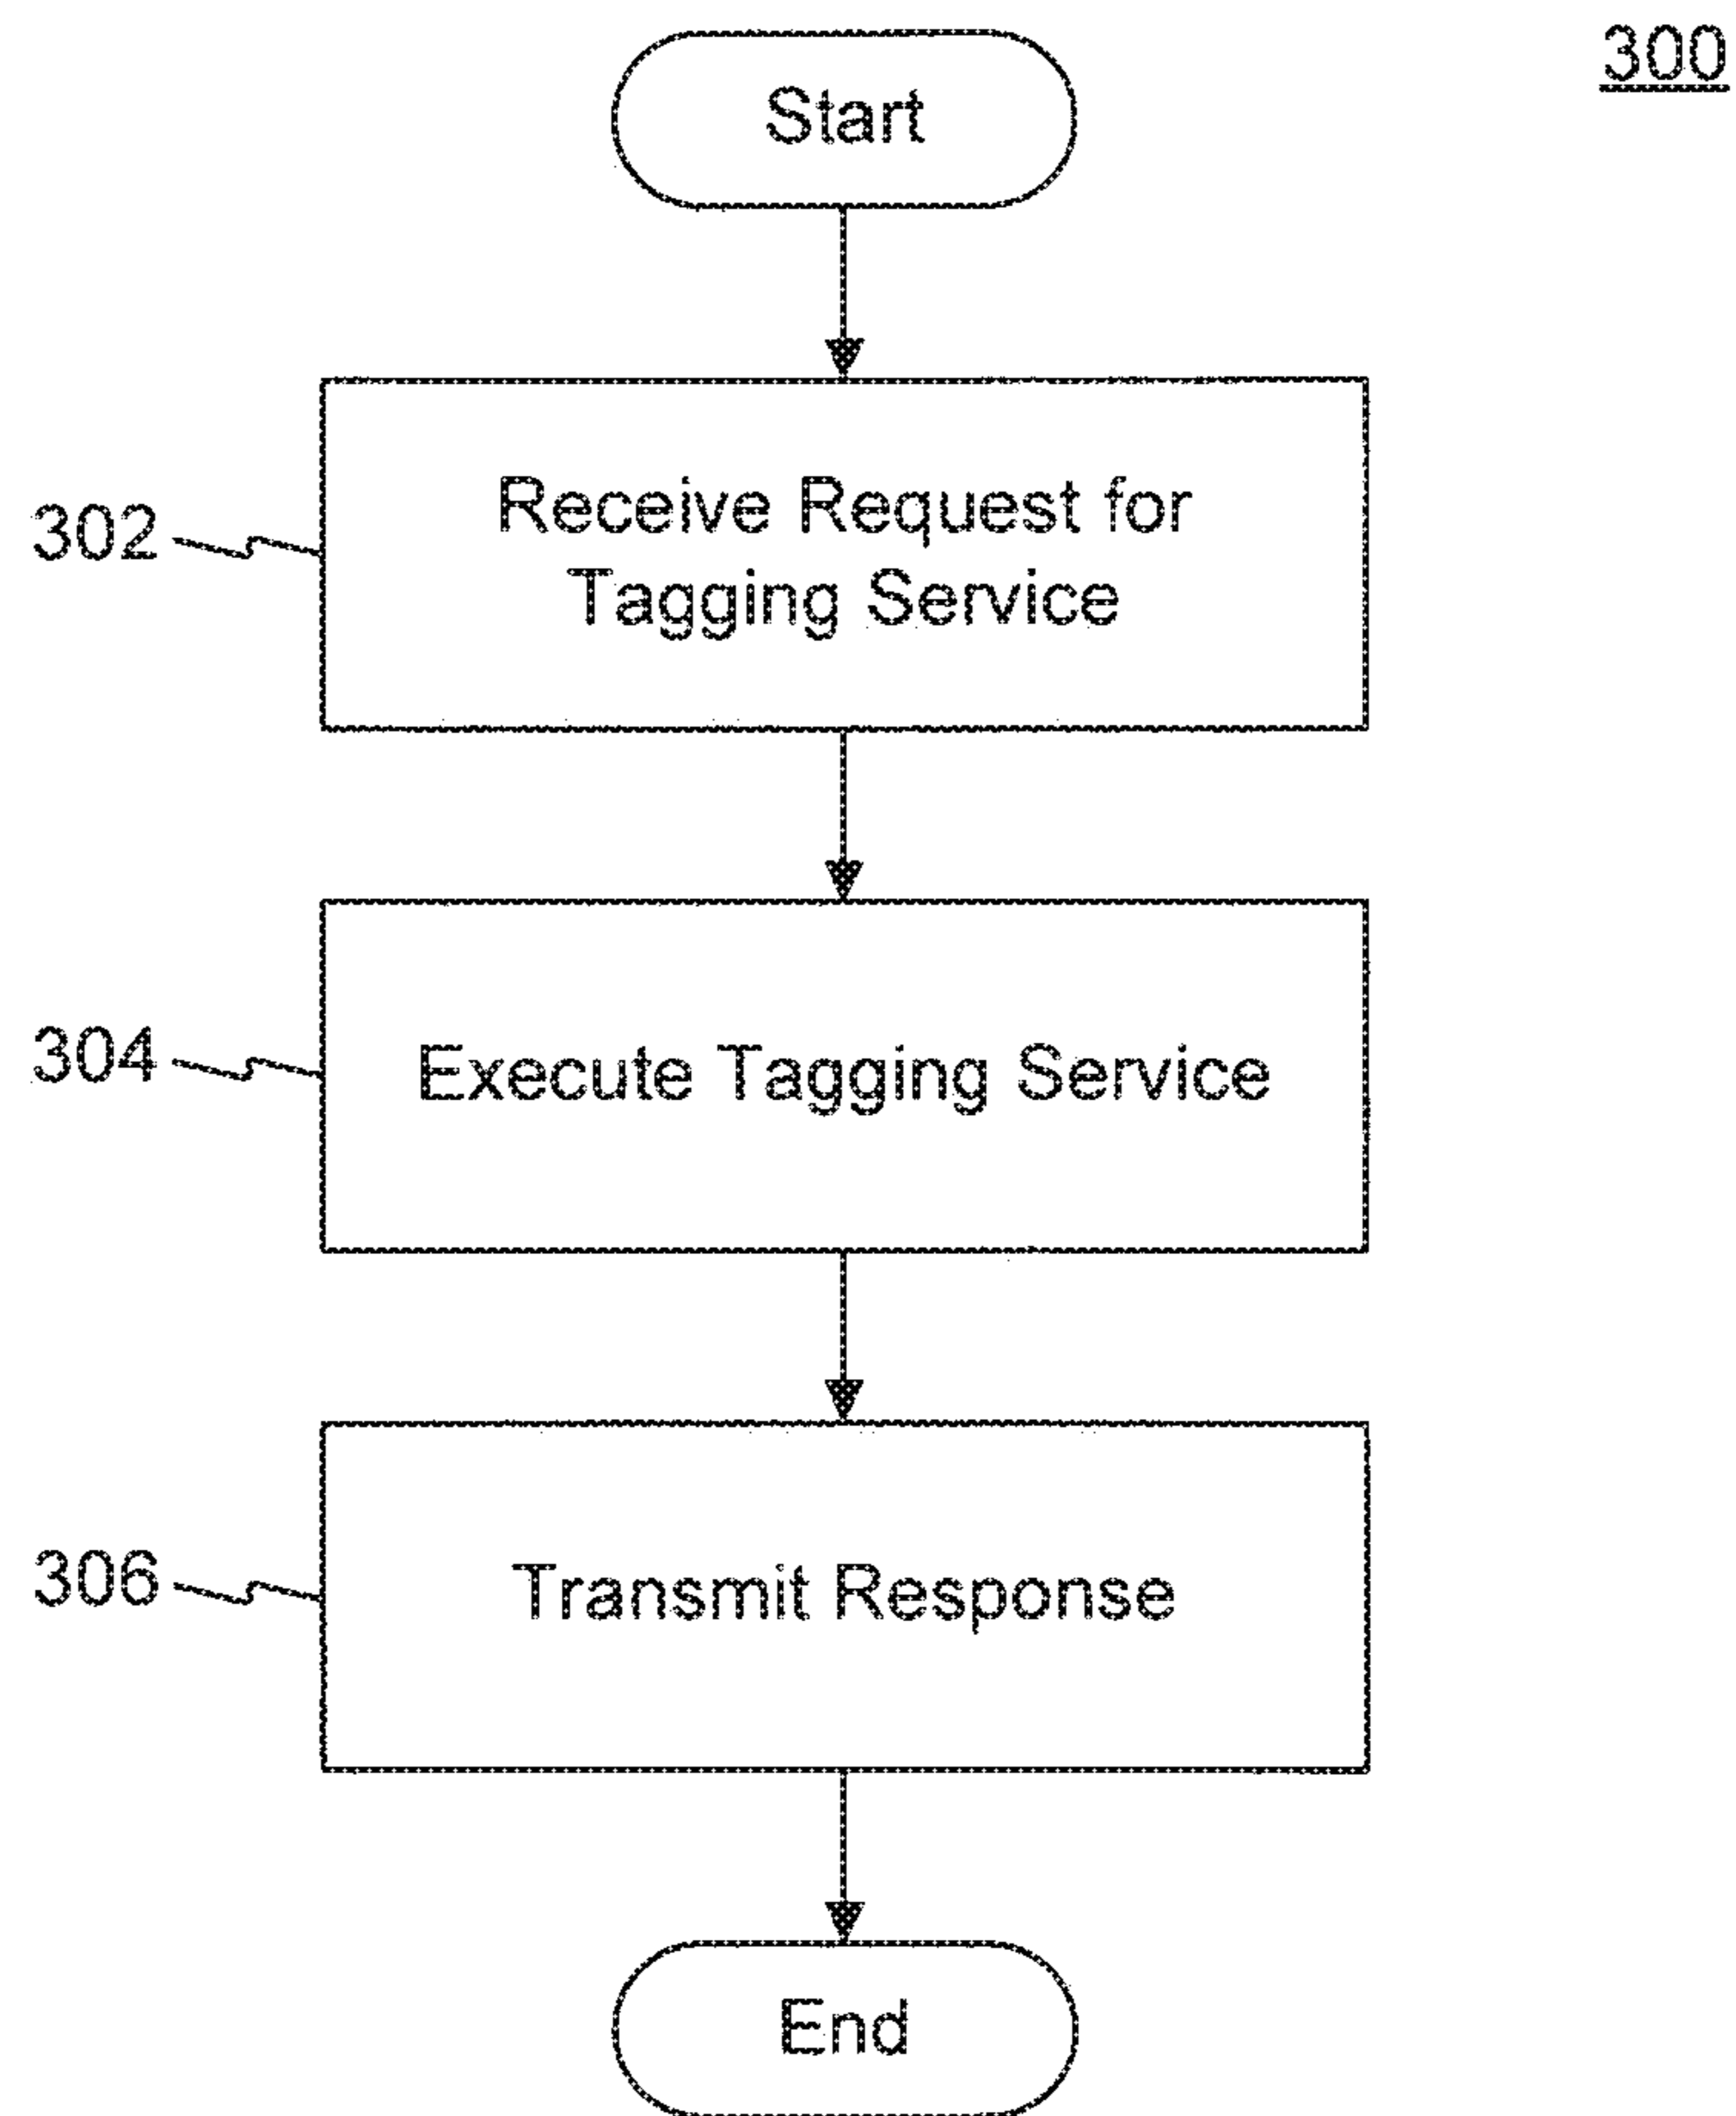 300
Start
302
Receive Request for
Tagging Service
304
Execute Tagging Service
306
Transmit Response
End